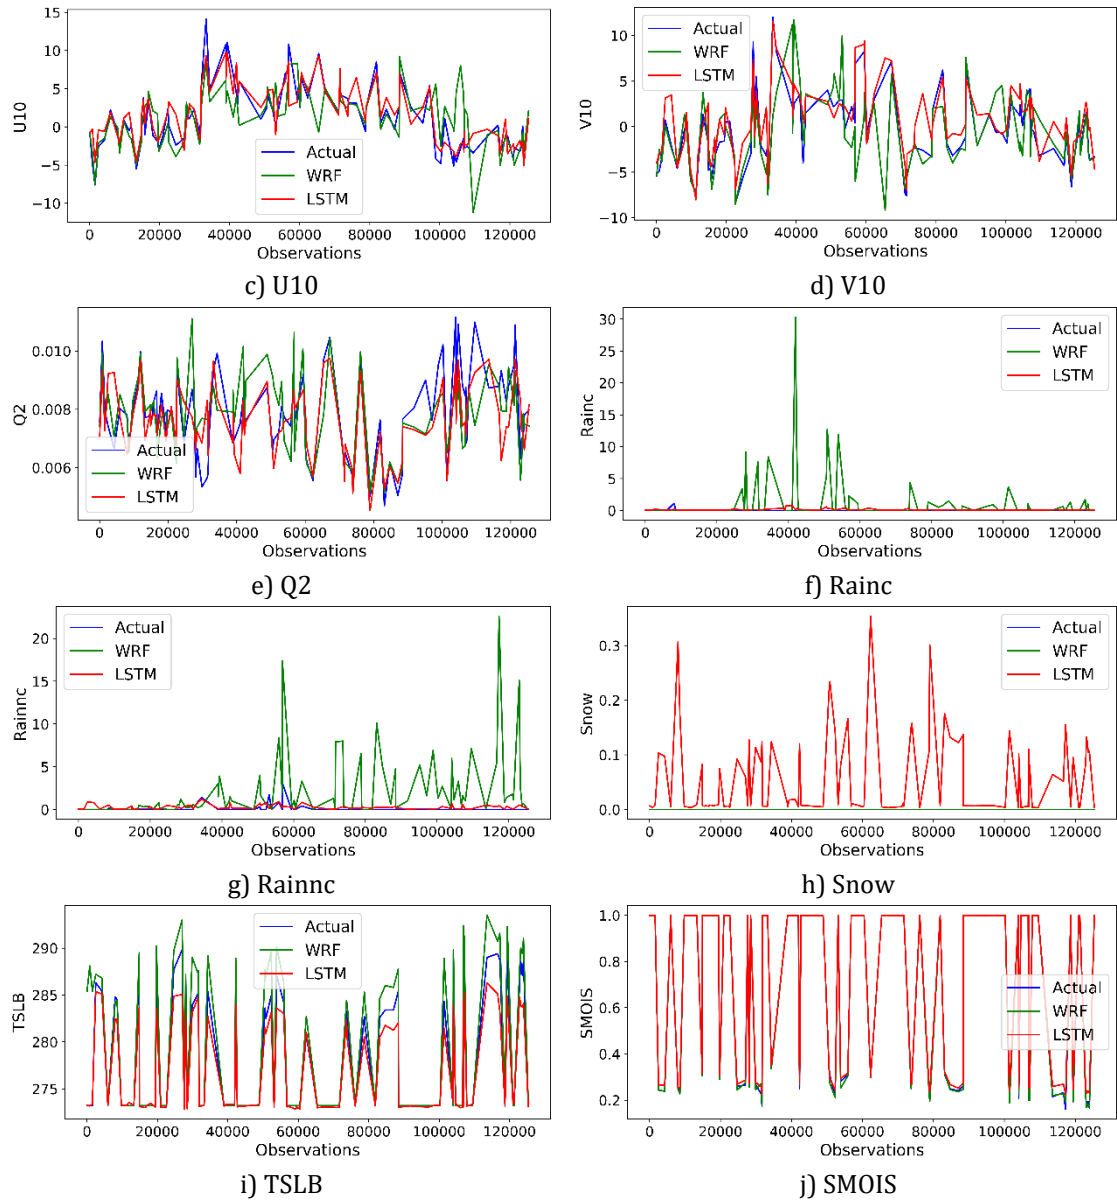 15
10
5
0
−5
−10
U10
Actual
WRF
LSTM
0 20000 40000 60000 80000 100000 120000
Observations
c) U10
10
5
0
−5
−10
V10
Actual
WRF
LSTM
0 20000 40000 60000 80000 100000 120000
Observations
d) V10
0.010
0.008
0.006
Q2
Actual
WRF
LSTM
0 20000 40000 60000 80000 100000 120000
Observations
e) Q2
30
25
20
15
10
5
0
Rainc
Actual
WRF
LSTM
0 20000 40000 60000 80000 100000 120000
Observations
f) Rainc
20
15
10
5
0
Rainnc
Actual
WRF
LSTM
0 20000 40000 60000 80000 100000 120000
Observations
g) Rainnc
0.3
0.2
0.1
0.0
Snow
Actual
WRF
LSTM
0 20000 40000 60000 80000 100000 120000
Observations
h) Snow
290
285
280
275
TSLB
Actual
WRF
LSTM
0 20000 40000 60000 80000 100000 120000
Observations
i) TSLB
1.0
0.8
0.6
0.4
0.2
SMOIS
Actual
WRF
LSTM
0 20000 40000 60000 80000 100000 120000
Observations
j) SMOIS